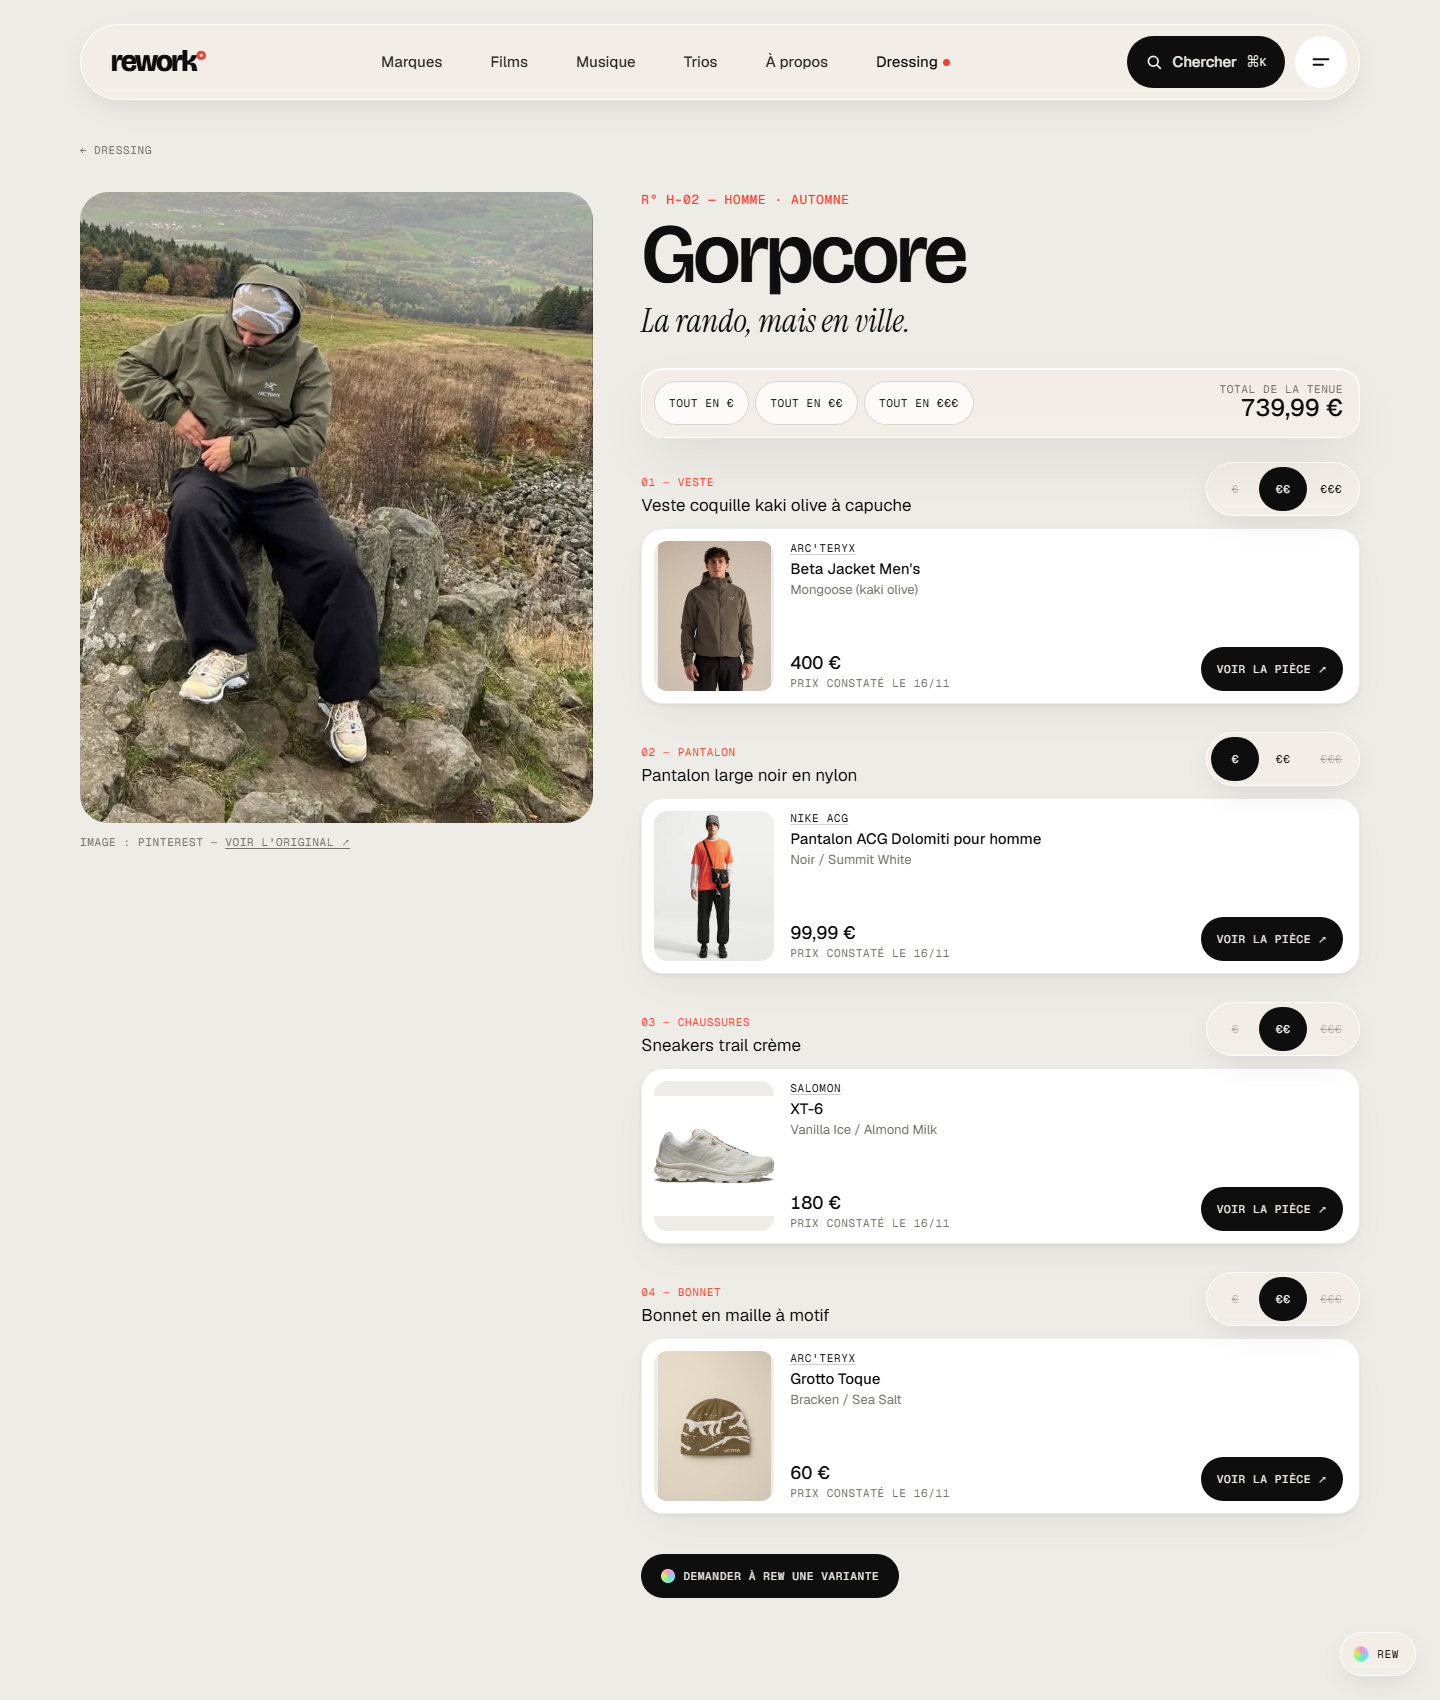 rework
Marques
Films
Musique
Trios
À propos
Dressing
Chercher ⌘K
← DRESSING
ARC'TERYX
IMAGE : PINTEREST — VOIR L'ORIGINAL ↗
R° H-02 — HOMME · AUTOMNE
Gorpcore
La rando, mais en ville.
TOUT EN €
TOUT EN €€
TOUT EN €€€
TOTAL DE LA TENUE
739,99 €
01 — VESTE
Veste coquille kaki olive à capuche
€
€€
€€€
ARC'TERYX
Beta Jacket Men's
Mongoose (kaki olive)
400 €
PRIX CONSTATÉ LE 16/11
VOIR LA PIÈCE ↗
02 — PANTALON
Pantalon large noir en nylon
€
€€
€€€
NIKE ACG
Pantalon ACG Dolomiti pour homme
Noir / Summit White
99,99 €
PRIX CONSTATÉ LE 16/11
VOIR LA PIÈCE ↗
03 — CHAUSSURES
Sneakers trail crème
€
€€
€€€
SALOMON
XT-6
Vanilla Ice / Almond Milk
180 €
PRIX CONSTATÉ LE 16/11
VOIR LA PIÈCE ↗
04 — BONNET
Bonnet en maille à motif
€
€€
€€€
ARC'TERYX
Grotto Toque
Bracken / Sea Salt
60 €
PRIX CONSTATÉ LE 16/11
VOIR LA PIÈCE ↗
DEMANDER À REW UNE VARIANTE
REW